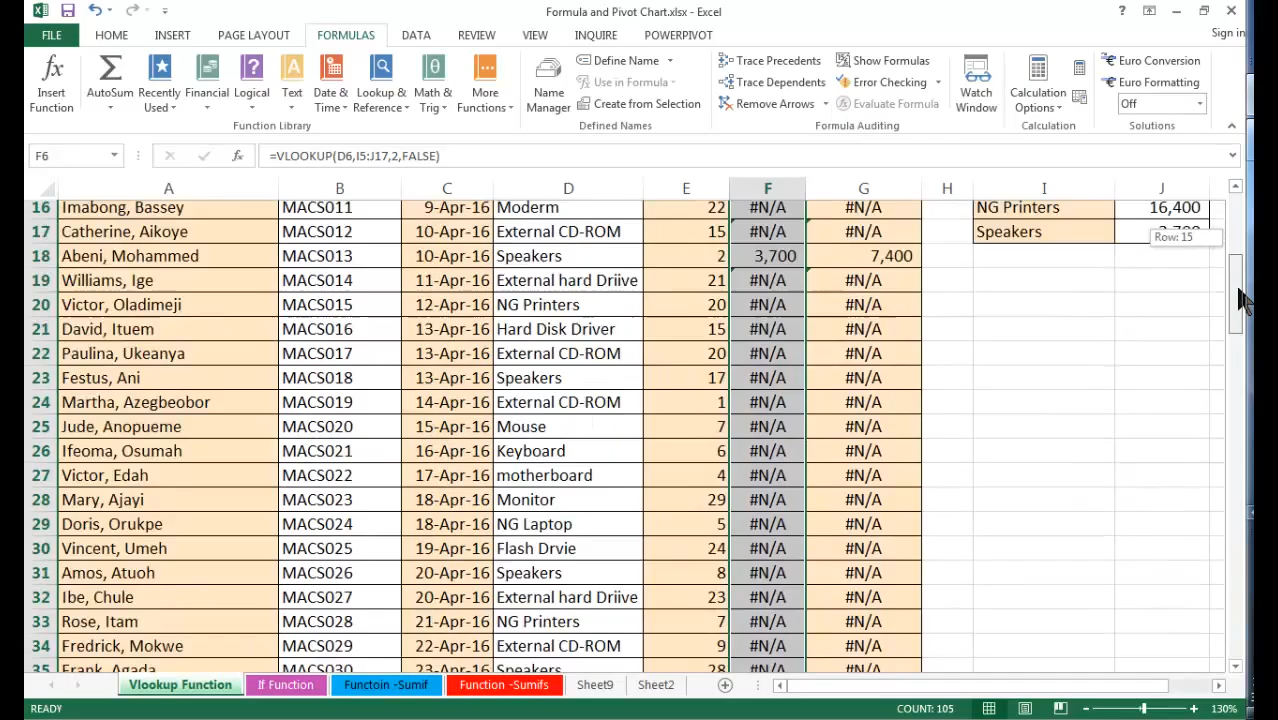 Formula and Pivot Chart.xlsx - Excel
FILE HOME INSERT PAGE LAYOUT FORMULAS DATA REVIEW VIEW INQUIRE POWERPIVOT Sign in
Insert Function
AutoSum
Recently Used
Financial
Logical
Text
Date & Time
Lookup & Reference
Math & Trig
More Functions
Function Library
Name Manager
Define Name
Use in Formula
Create from Selection
Defined Names
Trace Precedents
Trace Dependents
Remove Arrows
Show Formulas
Error Checking
Evaluate Formula
Formula Auditing
Watch Window
Calculation Options
Calculation
Euro Conversion
Euro Formatting
Off
Solutions
F6 fx =VLOOKUP(D6,I5:J17,2,FALSE)
A B C D E F G H I J
16 Imabong, Bassey MACS011 9-Apr-16 Moderm 22 #N/A #N/A NG Printers 16,400
17 Catherine, Aikoye MACS012 10-Apr-16 External CD-ROM 15 #N/A #N/A Speakers
Row: 15
18 Abeni, Mohammed MACS013 10-Apr-16 Speakers 2 3,700 7,400
19 Williams, Ige MACS014 11-Apr-16 External hard Driive 21 #N/A #N/A
20 Victor, Oladimeji MACS015 12-Apr-16 NG Printers 20 #N/A #N/A
21 David, Ituem MACS016 13-Apr-16 Hard Disk Driver 15 #N/A #N/A
22 Paulina, Ukeanya MACS017 13-Apr-16 External CD-ROM 20 #N/A #N/A
23 Festus, Ani MACS018 13-Apr-16 Speakers 17 #N/A #N/A
24 Martha, Azegbeobor MACS019 14-Apr-16 External CD-ROM 1 #N/A #N/A
25 Jude, Anopueme MACS020 15-Apr-16 Mouse 7 #N/A #N/A
26 Ifeoma, Osumah MACS021 16-Apr-16 Keyboard 6 #N/A #N/A
27 Victor, Edah MACS022 17-Apr-16 motherboard 4 #N/A #N/A
28 Mary, Ajayi MACS023 18-Apr-16 Monitor 29 #N/A #N/A
29 Doris, Orukpe MACS024 18-Apr-16 NG Laptop 5 #N/A #N/A
30 Vincent, Umeh MACS025 19-Apr-16 Flash Drvie 24 #N/A #N/A
31 Amos, Atuoh MACS026 20-Apr-16 Speakers 8 #N/A #N/A
32 Ibe, Chule MACS027 20-Apr-16 External hard Driive 23 #N/A #N/A
33 Rose, Itam MACS028 21-Apr-16 NG Printers 7 #N/A #N/A
34 Fredrick, Mokwe MACS029 22-Apr-16 External CD-ROM 9 #N/A #N/A
35 Frank, Agada MACS030 23-Apr-16 Speakers 28 #N/A #N/A
Vlookup Function If Function Functoin -Sumif Function -Sumifs Sheet9 Sheet2
READY COUNT: 105 130%